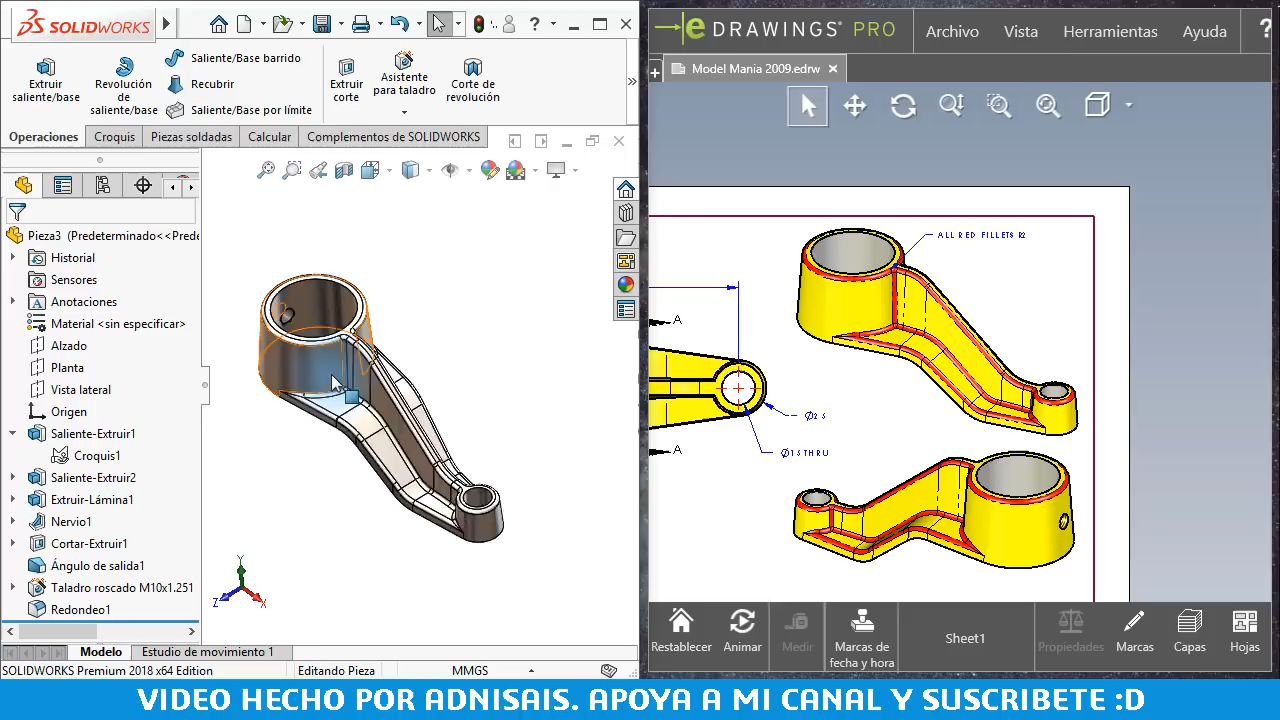 SOLIDWORKS
Extruir saliente/base
Revolución de saliente/base
Saliente/Base barrido
Recubrir
Saliente/Base por límite
Extruir corte
Asistente para taladro
Corte de revolución
Operaciones
Croquis
Piezas soldadas
Calcular
Complementos de SOLIDWORKS
Pieza3 (Predeterminado<<Prede
Historial
Sensores
Anotaciones
Material <sin especificar>
Alzado
Planta
Vista lateral
Origen
Saliente-Extruir1
Croquis1
Saliente-Extruir2
Extruir-Lámina1
Nervio1
Cortar-Extruir1
Ángulo de salida1
Taladro roscado M10x1.251
Redondeo1
Y
Z
X
Modelo
Estudio de movimiento 1
SOLIDWORKS Premium 2018 x64 Edition
Editando Pieza
MMGS
eDRAWINGS® PRO
Archivo
Vista
Herramientas
Ayuda
?
Model Mania 2009.edrw
ALL RED FILLETS R2
A
Ø25
A
Ø15 THRU
Restablecer
Animar
Medir
Marcas de fecha y hora
Sheet1
Propiedades
Marcas
Capas
Hojas
VIDEO HECHO POR ADNISAIS. APOYA A MI CANAL Y SUSCRIBETE :D